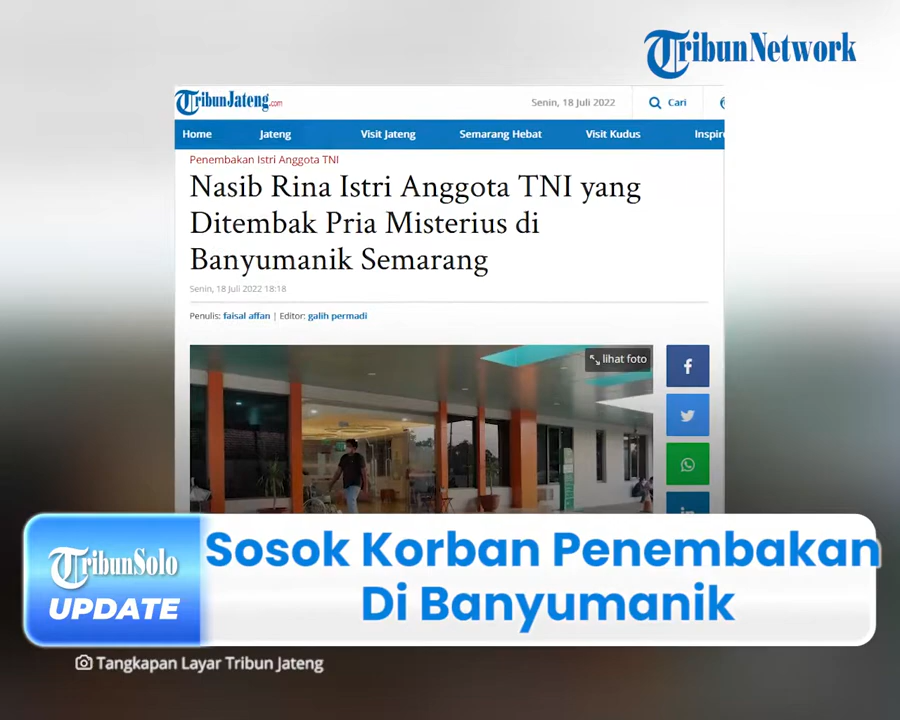 TribunNetwork
TribunJateng.com
Senin, 18 Juli 2022
Cari
Home Jateng Visit Jateng Semarang Hebat Visit Kudus Inspir
Penembakan Istri Anggota TNI
Nasib Rina Istri Anggota TNI yang
Ditembak Pria Misterius di
Banyumanik Semarang
Senin, 18 Juli 2022 18:18
Penulis: faisal affan | Editor: galih permadi
lihat foto
TribunSolo
UPDATE
Sosok Korban Penembakan
Di Banyumanik
Tangkapan Layar Tribun Jateng